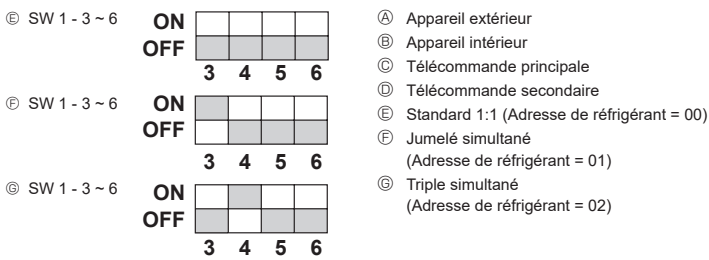 Ⓔ SW 1 - 3 ~ 6
ON
OFF
3 4 5 6
Ⓕ SW 1 - 3 ~ 6
ON
OFF
3 4 5 6
Ⓖ SW 1 - 3 ~ 6
ON
OFF
3 4 5 6
Ⓐ Appareil extérieur
Ⓑ Appareil intérieur
Ⓒ Télécommande principale
Ⓓ Télécommande secondaire
Ⓔ Standard 1:1 (Adresse de réfrigérant = 00)
Ⓕ Jumelé simultané
(Adresse de réfrigérant = 01)
Ⓖ Triple simultané
(Adresse de réfrigérant = 02)